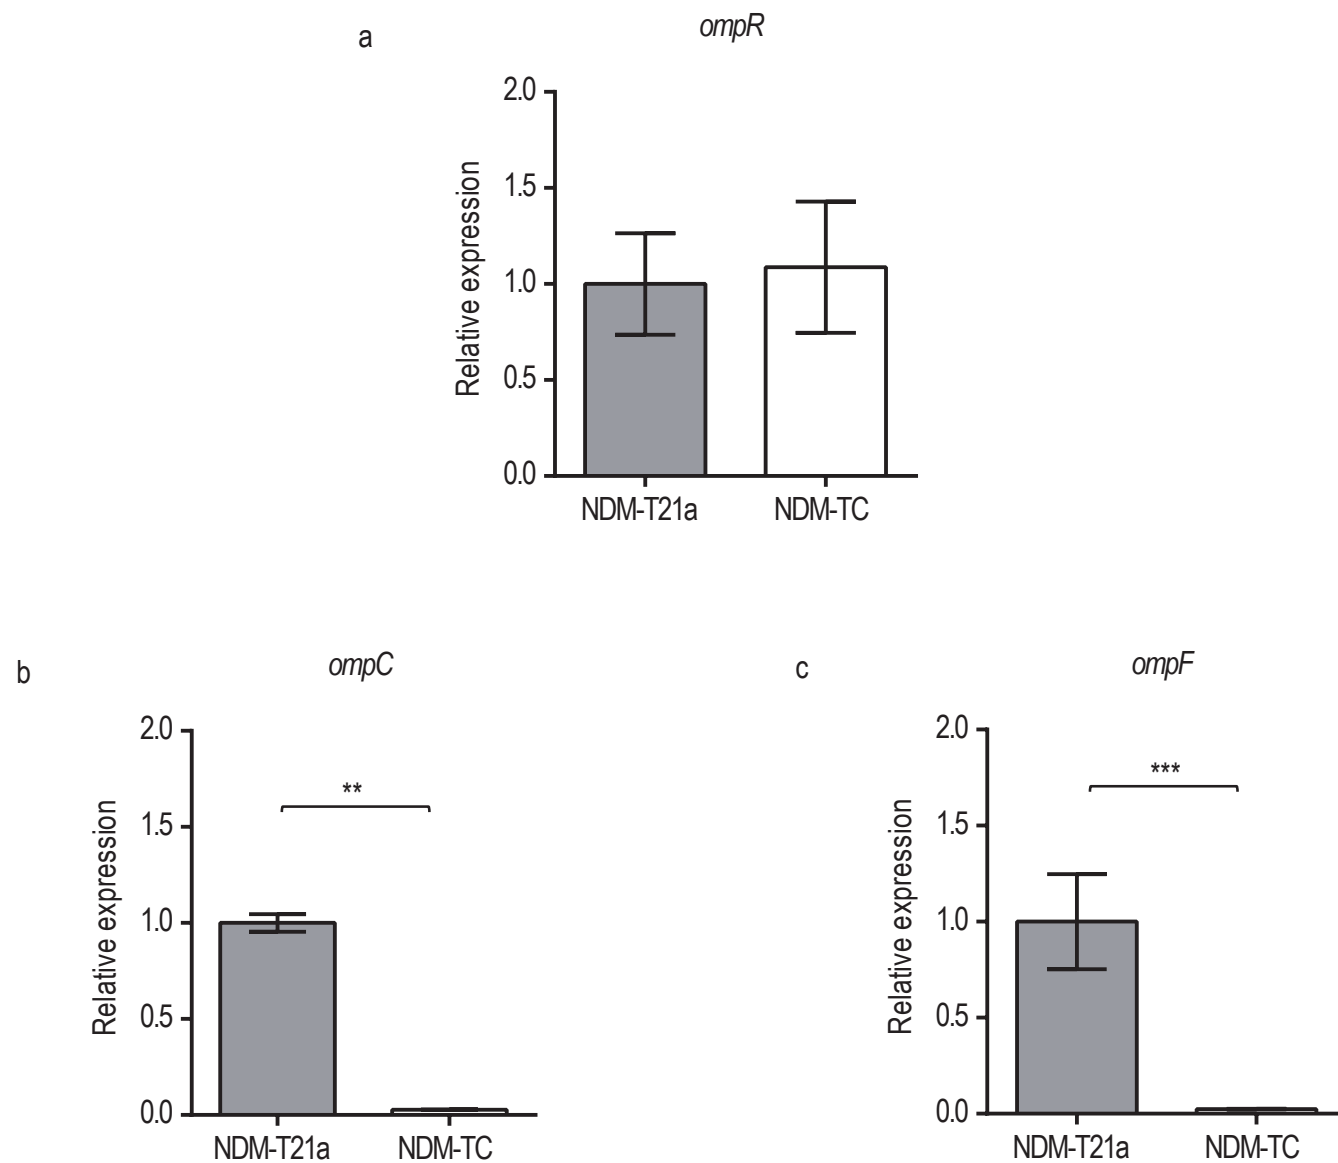 a
ompR
2.0
1.5
1.0
0.5
0.0
Relative expression
NDM-T21a NDM-TC
b
ompC
2.0
1.5
1.0
0.5
0.0
Relative expression
**
NDM-T21a NDM-TC
c
ompF
2.0
1.5
1.0
0.5
0.0
Relative expression
***
NDM-T21a NDM-TC